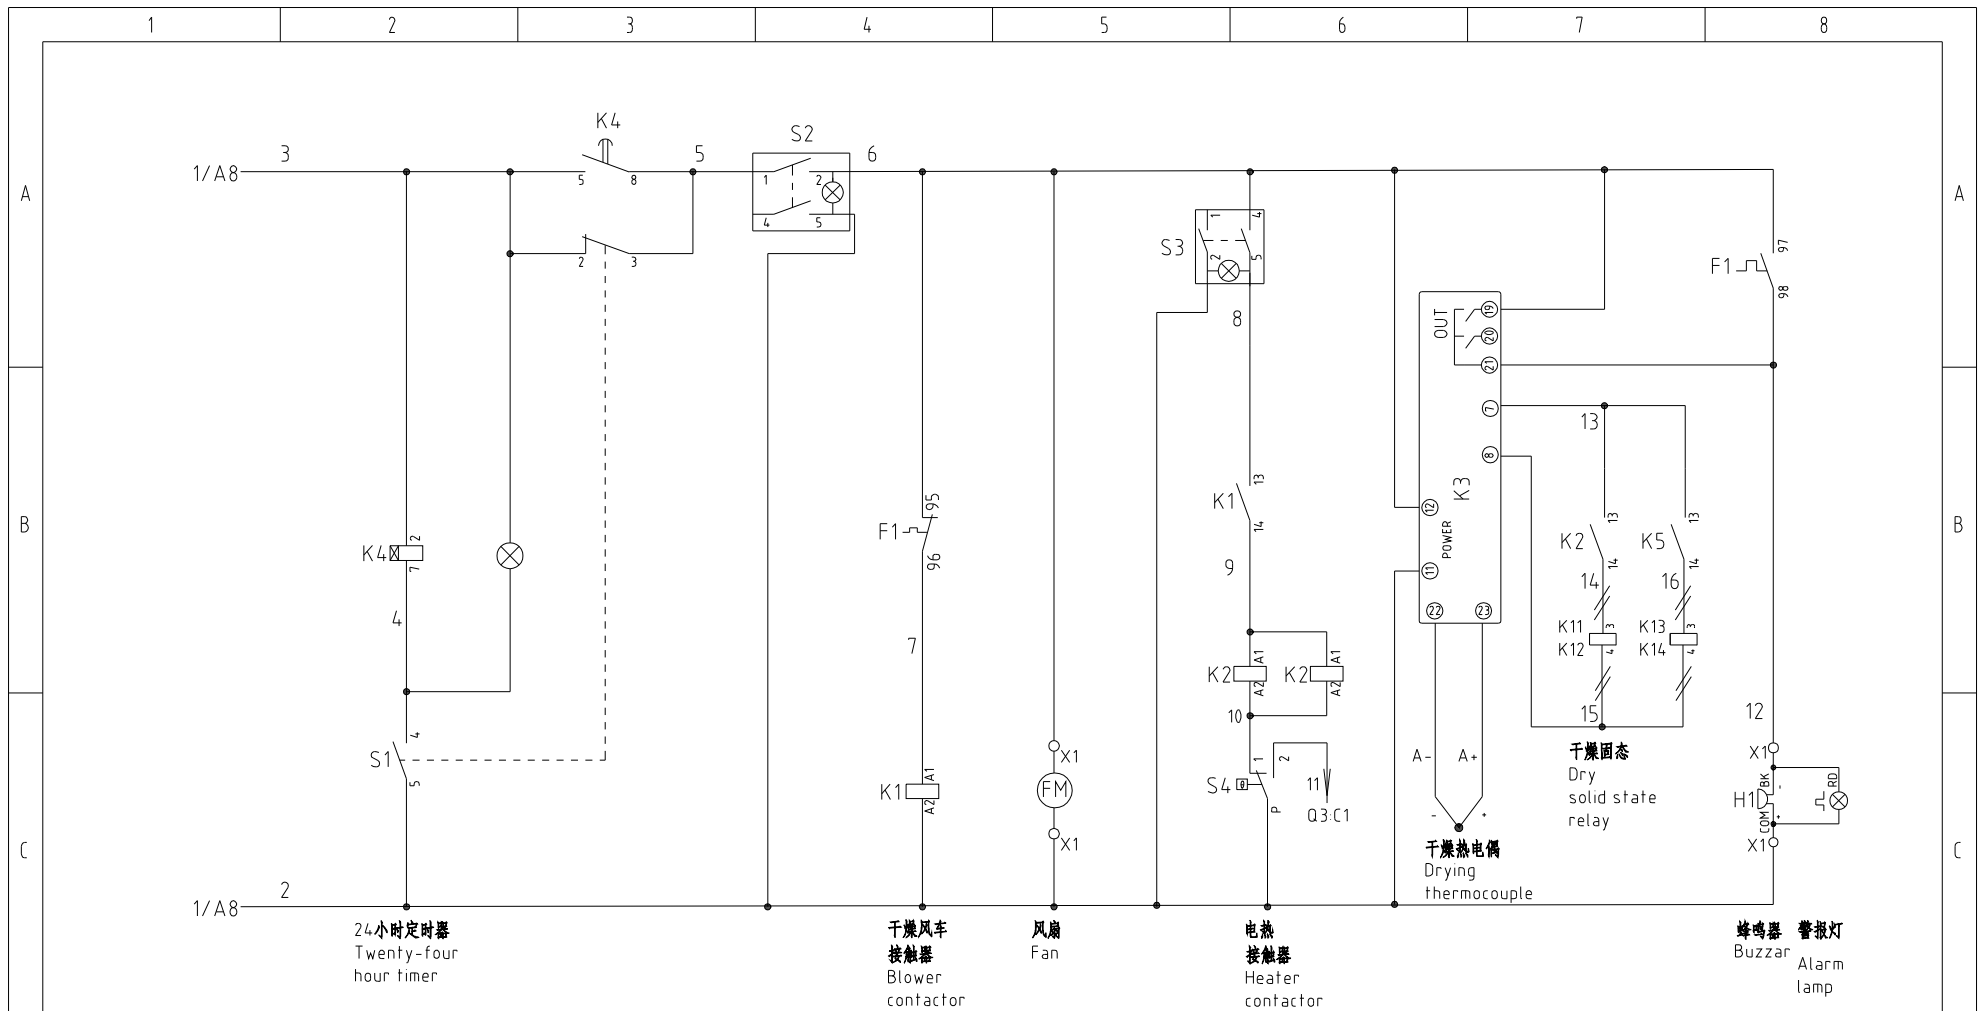 1 2 3 4 5 6 7 8
A A
B B
C C
1/A8
3
K4
5 8
5
2 3
S2
1 2
4 5
6
K4
2
7
4
S1
4
5
1/A8
2
24小时定时器
Twenty-four
hour timer
F1
95
96
7
K1
A1
A2
干燥风车
接触器
Blower
contactor
X1
FM
X1
风扇
Fan
S3
1 4
2 5
8
K1
13
14
9
K2
A1
A2
K2
A1
A2
10
S4
θ
1
2
P
11
Q3:C1
电热
接触器
Heater
contactor
OUT
19
20
21
7
8
K3
12
POWER
11
22 23
A- A+
- +
干燥热电偶
Drying
thermocouple
13
K2
13
14
14
K11
K12
3
4
15
K5
13
14
16
K13
K14
3
4
干燥固态
Dry
solid state
relay
F1
97
98
12
X1
H1
BK
-
RD
COM
+
X1
蜂鸣器 警报灯
Buzzar
Alarm
lamp